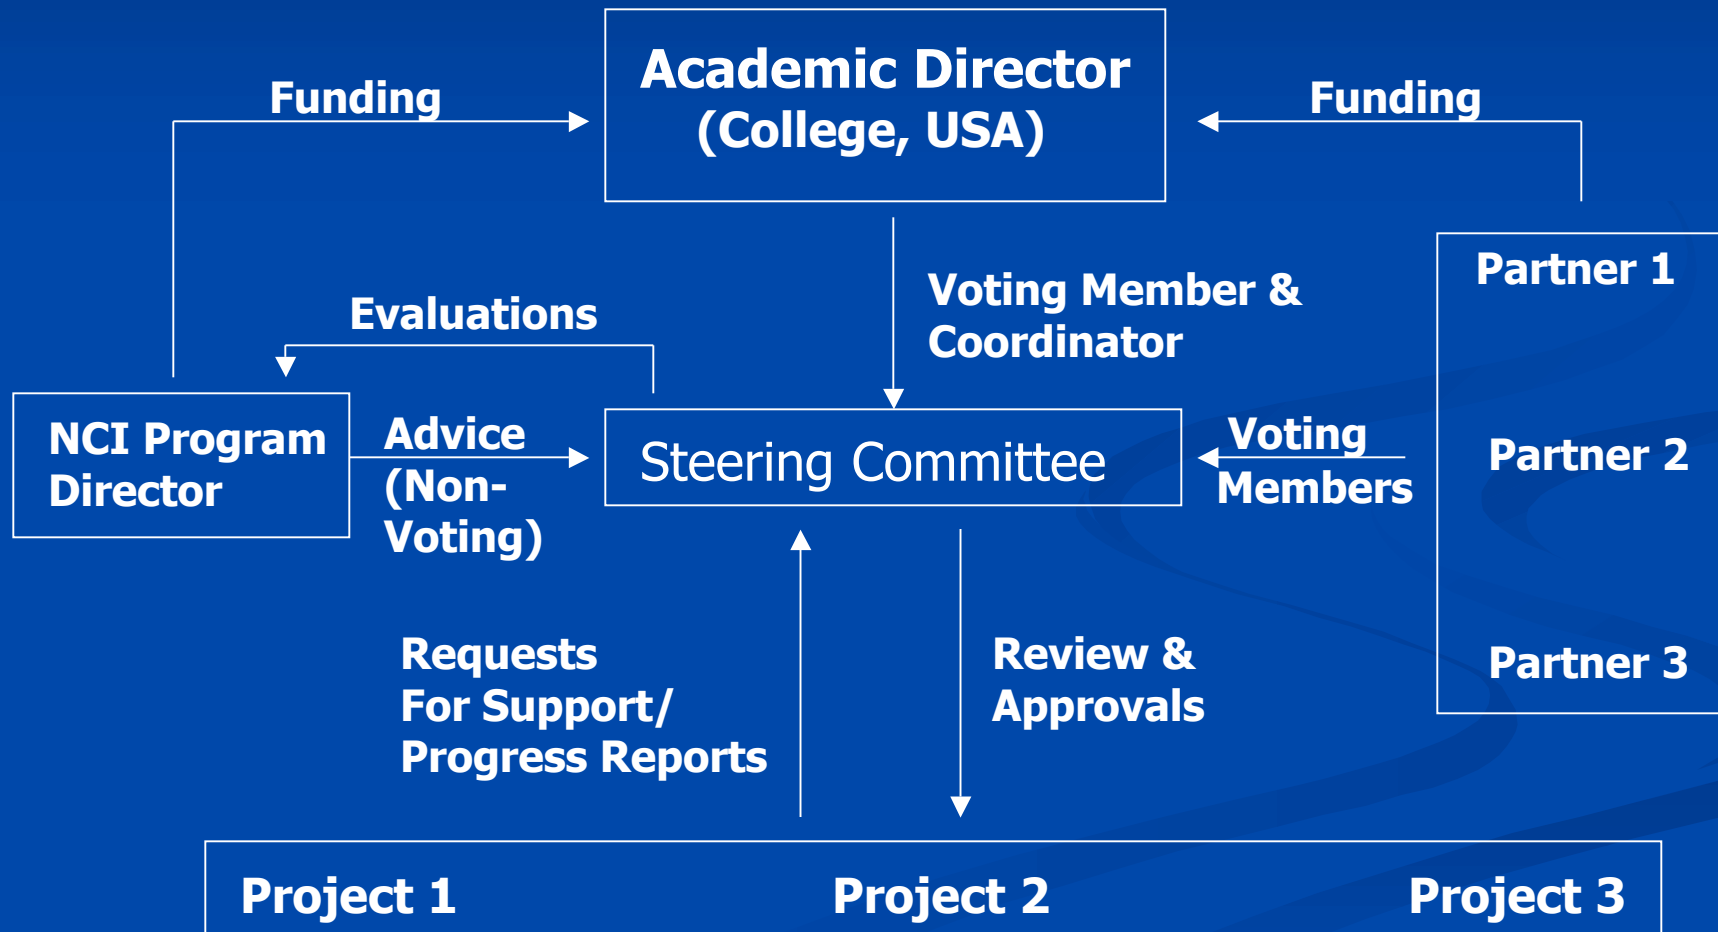 Academic Director
(College, USA)
Funding
Funding
Voting Member &
Coordinator
Partner 1
Evaluations
NCI Program
Director
Advice
(Non-
Voting)
Steering Committee
Voting
Members
Partner 2
Requests
For Support/
Progress Reports
Review &
Approvals
Partner 3
Project 1
Project 2
Project 3